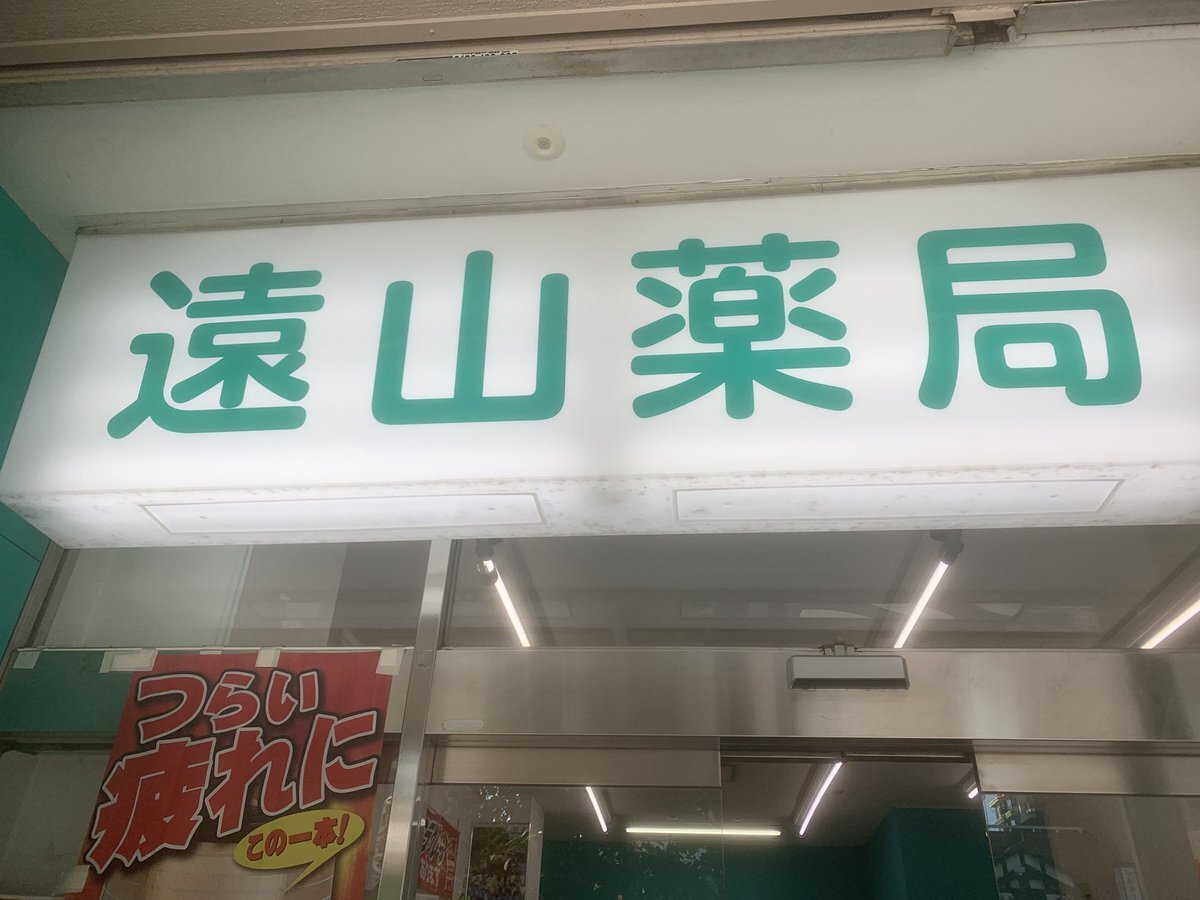 遠山薬局
つらい
疲れに
この一本!